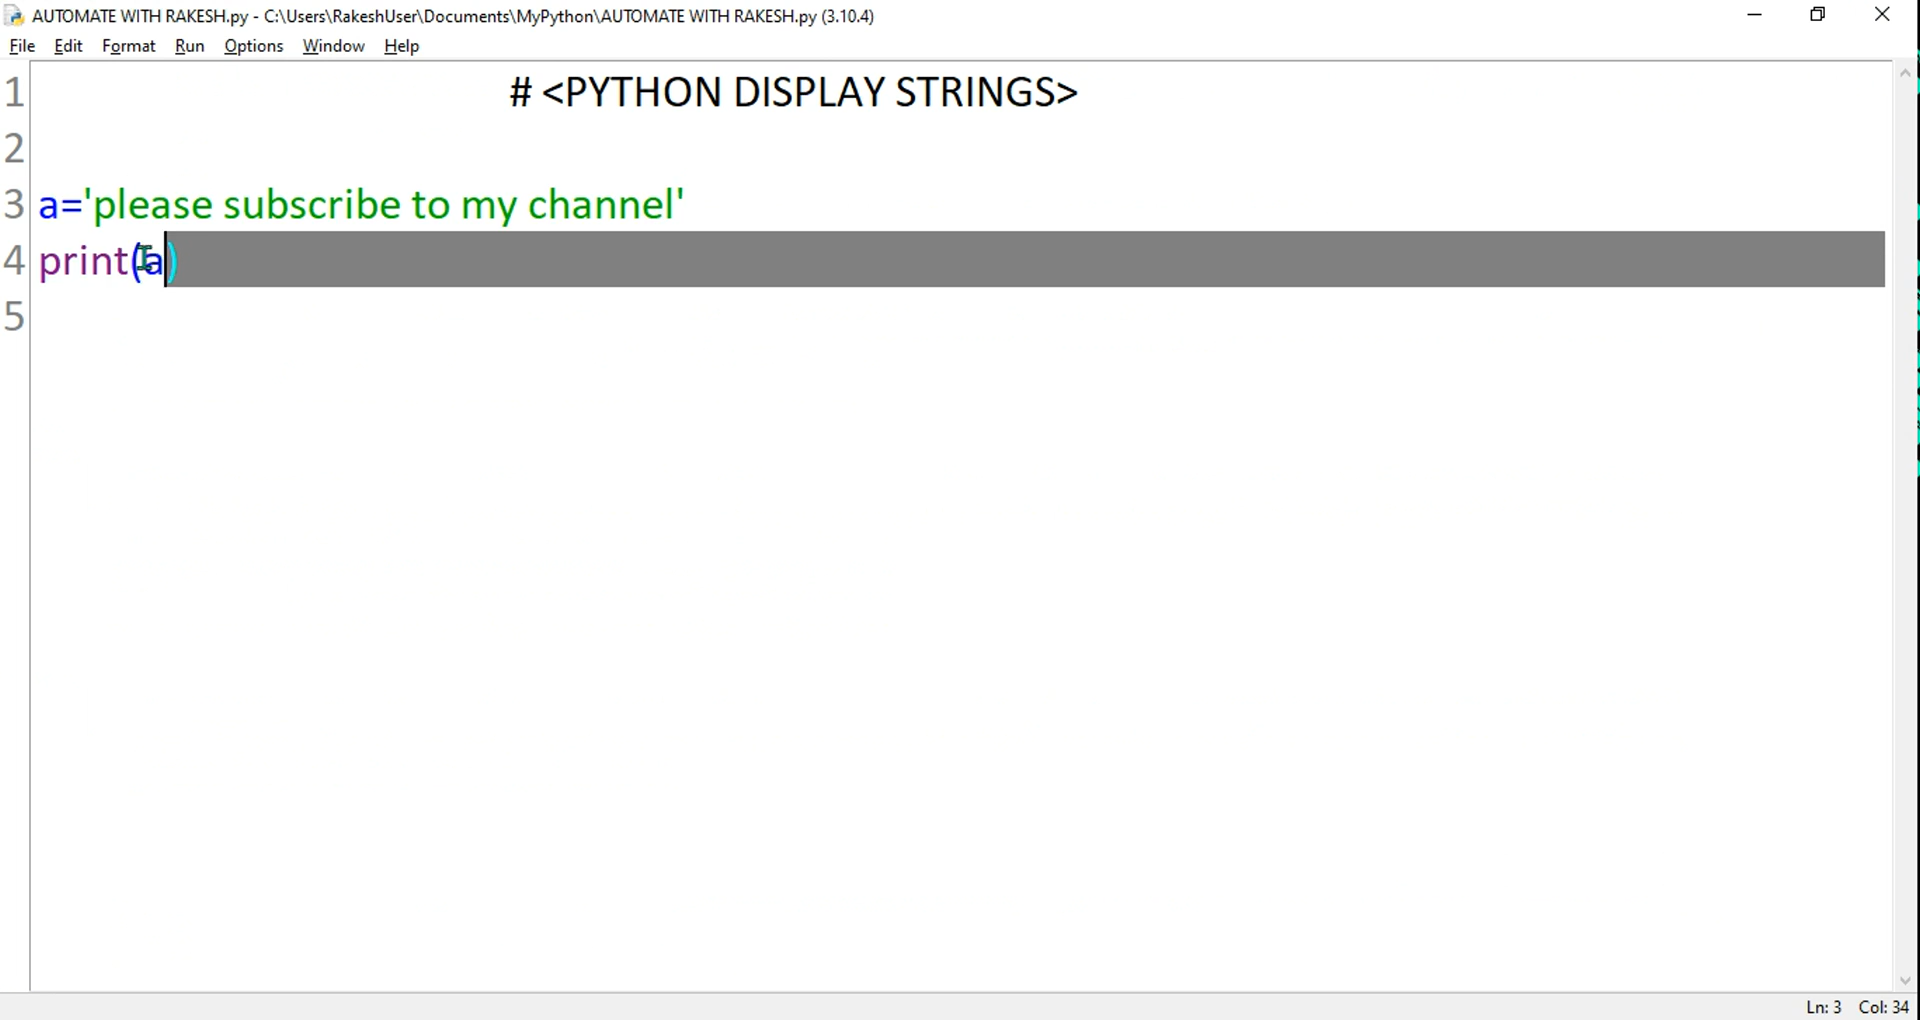 AUTOMATE WITH RAKESH.py - C:\Users\RakeshUser\Documents\MyPython\AUTOMATE WITH RAKESH.py (3.10.4)
File Edit Format Run Options Window Help
1 # <PYTHON DISPLAY STRINGS>
2
3 a='please subscribe to my channel'
4 print(a)
5
Ln: 3 Col: 34